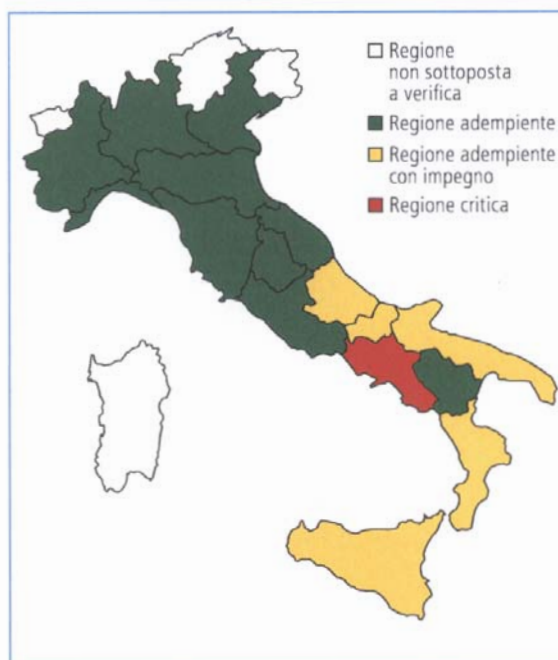 Regione
non sottoposta
a verifica
Regione adempiente
Regione adempiente
con impegno
Regione critica